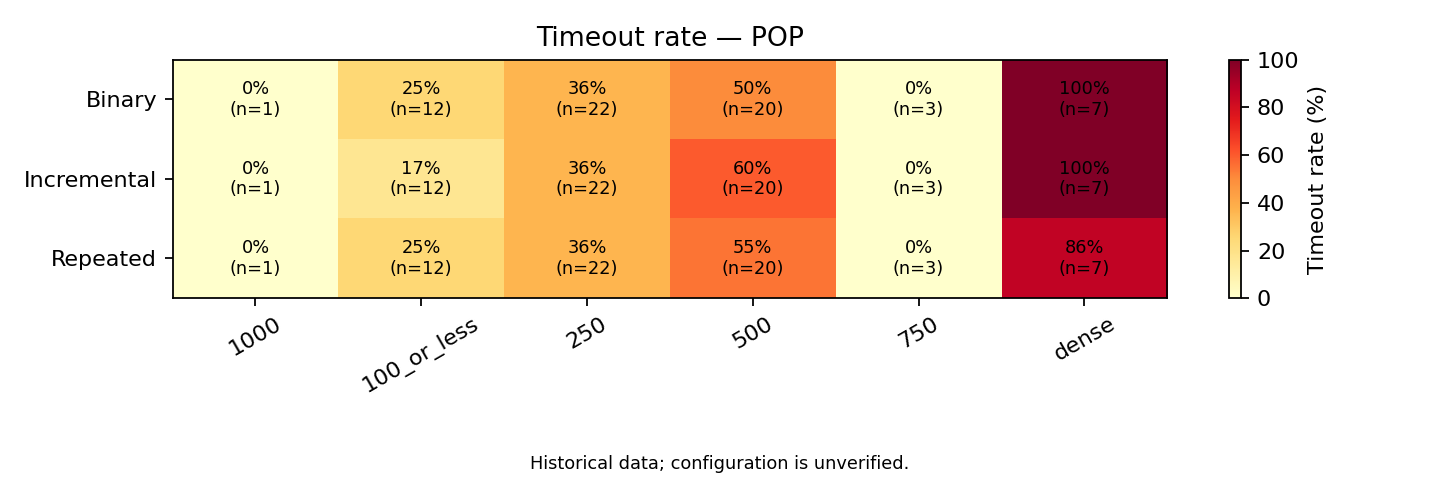 Timeout rate — POP
Binary
0% 25% 36% 50% 0% 100%
(n=1) (n=12) (n=22) (n=20) (n=3) (n=7)
Incremental
0% 17% 36% 60% 0% 100%
(n=1) (n=12) (n=22) (n=20) (n=3) (n=7)
Repeated
0% 25% 36% 55% 0% 86%
(n=1) (n=12) (n=22) (n=20) (n=3) (n=7)
1000 100_or_less 250 500 750 dense
100
80
60
40
20
0
Timeout rate (%)
Historical data; configuration is unverified.